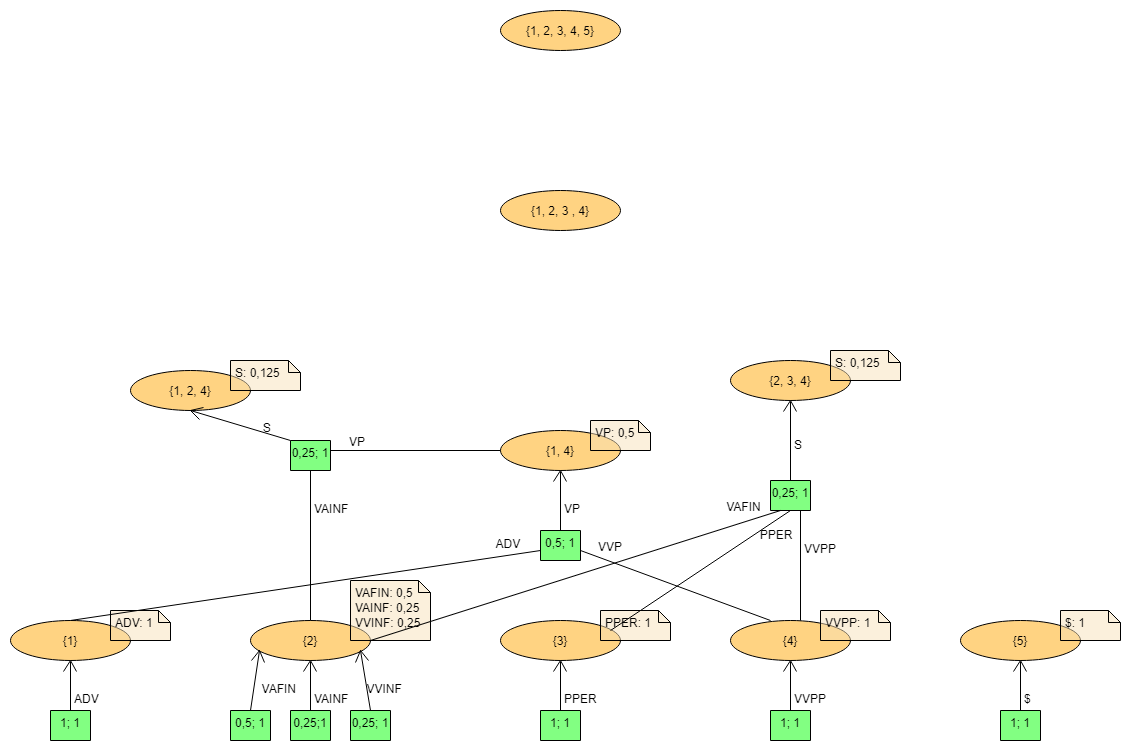 {1, 2, 3, 4, 5}
{1, 2, 3 , 4}
S: 0,125
{1, 2, 4}
S: 0,125
{2, 3, 4}
S
0,25; 1
VP
VP: 0,5
{1, 4}
S
0,25; 1
VAINF
VP
VAFIN
PPER
VVPP
ADV
0,5; 1
VVP
VAFIN: 0,5
VAINF: 0,25
VVINF: 0,25
ADV: 1
{1}
{2}
PPER: 1
{3}
VVPP: 1
{4}
$: 1
{5}
ADV
VAFIN
VAINF
VVINF
PPER
VVPP
$
1; 1
0,5; 1
0,25;1
0,25; 1
1; 1
1; 1
1; 1